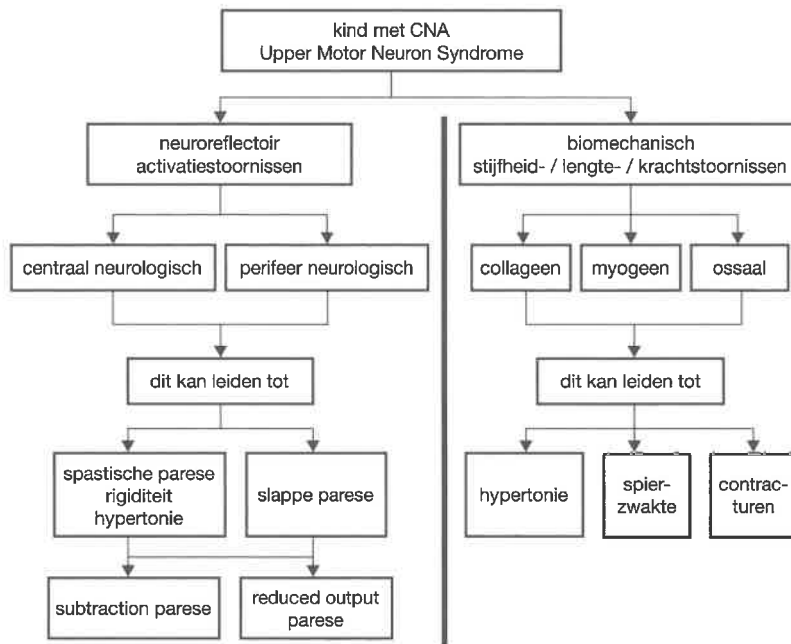 kind met CNA
Upper Motor Neuron Syndrome
neuroreflectoir
activatiestoornissen
biomechanisch
stijfheid- / lengte- / krachtstoornissen
centraal neurologisch
perifeer neurologisch
collageen
myogeen
ossaal
dit kan leiden tot
dit kan leiden tot
spastische parese
rigiditeit
hypertonie
slappe parese
hypertonie
spier-
zwakte
contrac-
turen
subtraction parese
reduced output
parese